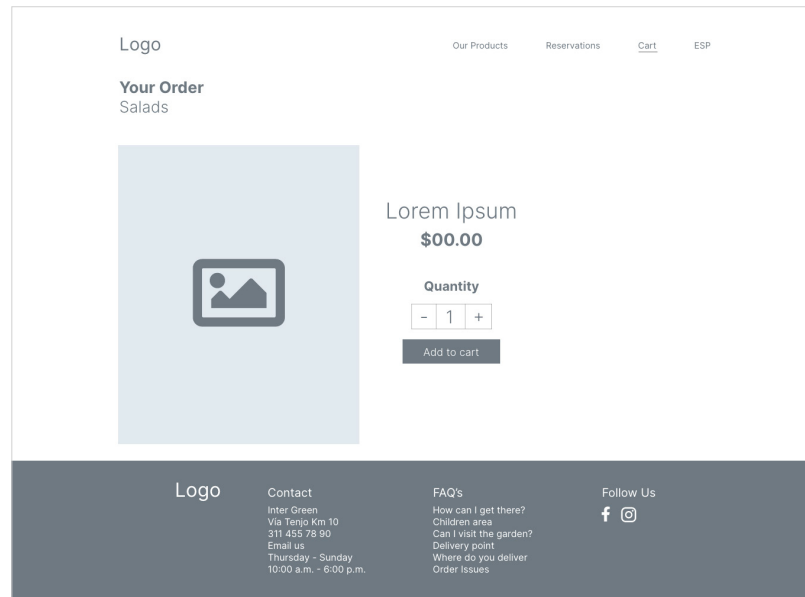 Logo
Our Products
Reservations
Cart
ESP
Your Order
Salads
Lorem Ipsum
$00.00
Quantity
- 1 +
Add to cart
Logo
Contact
Inter Green
Vía Tenjo Km 10
311 455 78 90
Email us
Thursday - Sunday
10:00 a.m. - 6:00 p.m.
FAQ's
How can I get there?
Children area
Can I visit the garden?
Delivery point
Where do you deliver
Order Issues
Follow Us